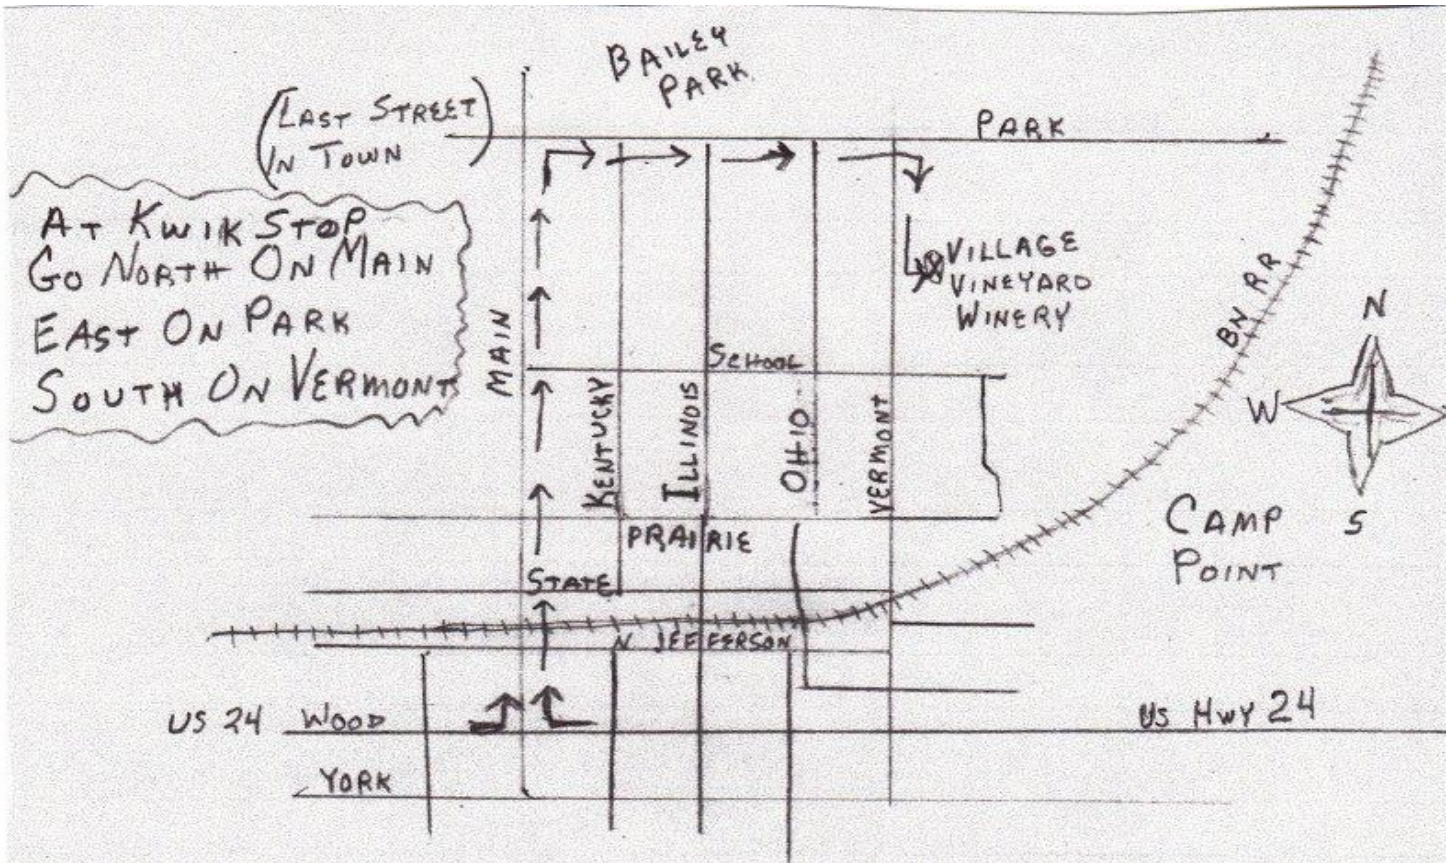 BAILEY
PARK
(LAST STREET
IN TOWN)
PARK
AT KWIK STOP
GO NORTH ON MAIN
EAST ON PARK
SOUTH ON VERMONT
VILLAGE
VINEYARD
WINERY
BN RR
MAIN
SCHOOL
KENTUCKY
ILLINOIS
OHIO
VERMONT
N
W
S
CAMP
POINT
PRAIRIE
STATE
N. JEFFERSON
US 24 WOOD
US HWY 24
YORK